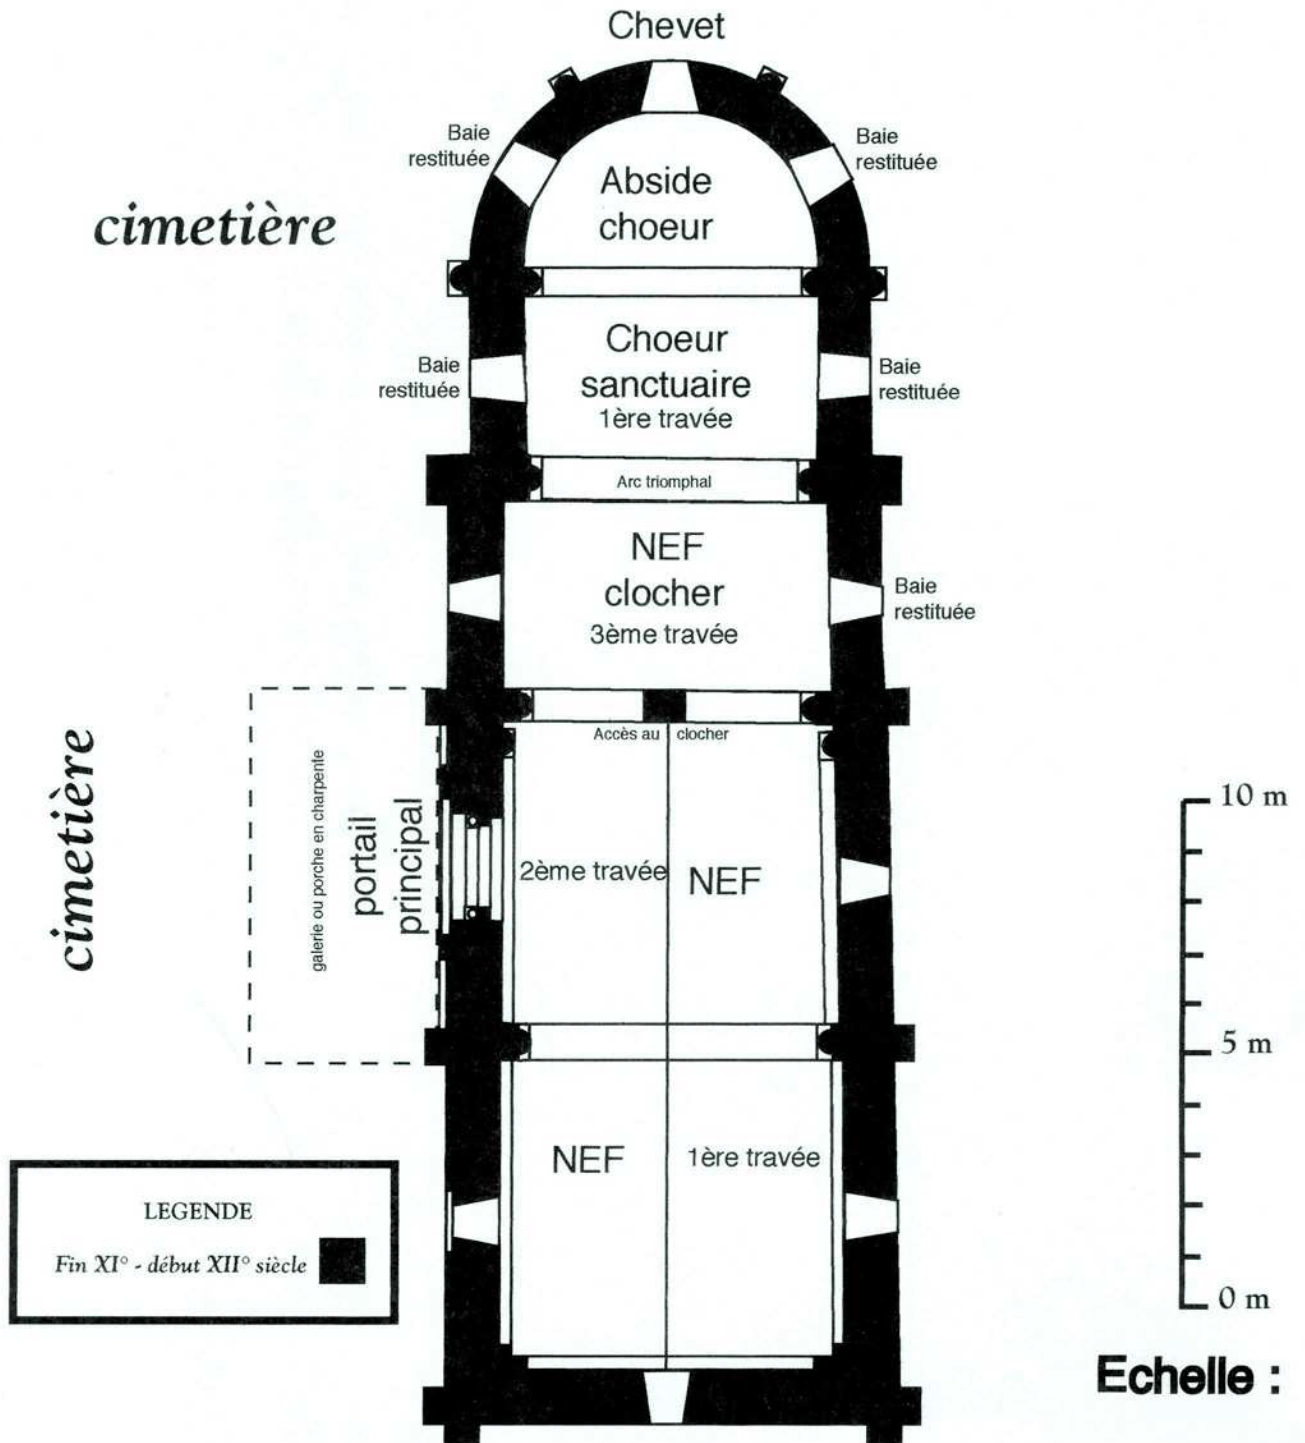 Chevet
Baie
restituée
Baie
restituée
Abside
choeur
cimetière
Choeur
sanctuaire
1ère travée
Baie
restituée
Baie
restituée
Arc triomphal
NEF
clocher
3ème travée
Baie
restituée
Accès au clocher
cimetière
galerie ou porche en charpente
portail
principal
2ème travée
NEF
10 m
5 m
0 m
NEF
1ère travée
LEGENDE
Fin XI° - début XII° siècle
Echelle :